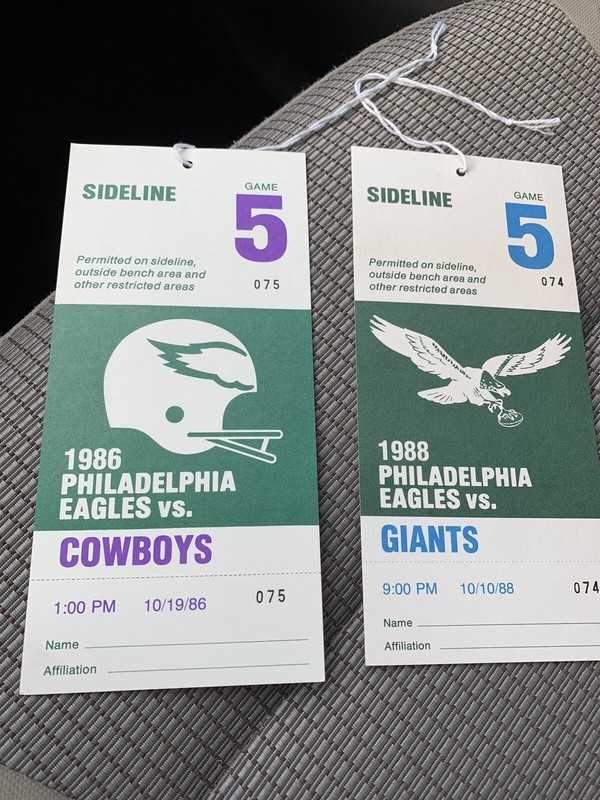 SIDELINE
GAME
5
Permitted on sideline,
outside bench area and
other restricted areas
075
1986
PHILADELPHIA
EAGLES vs.
COWBOYS
1:00 PM 10/19/86 075
Name
Affiliation
SIDELINE
GAME
5
Permitted on sideline,
outside bench area and
other restricted areas
074
1988
PHILADELPHIA
EAGLES vs.
GIANTS
9:00 PM 10/10/88 074
Name
Affiliation